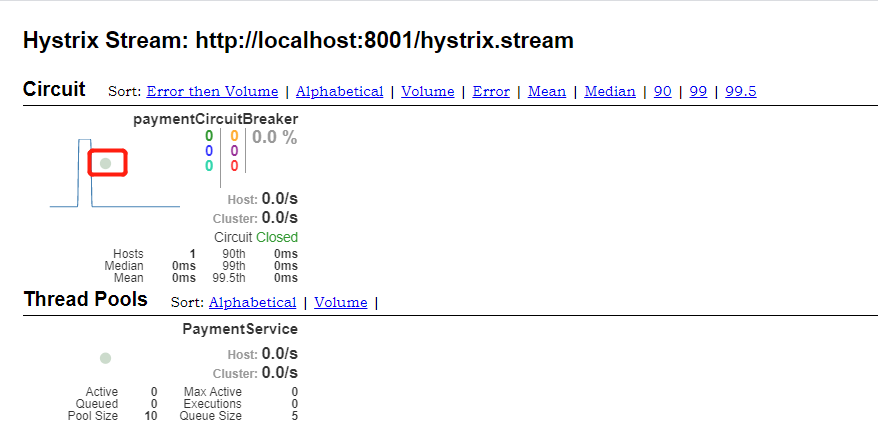 Hystrix Stream: http://localhost:8001/hystrix.stream
Circuit Sort: Error then Volume | Alphabetical | Volume | Error | Mean | Median | 90 | 99 | 99.5
paymentCircuitBreaker
0 0 0.0 %
0 0
0 0
Host: 0.0/s
Cluster: 0.0/s
Circuit Closed
Hosts 1 90th 0ms
Median 0ms 99th 0ms
Mean 0ms 99.5th 0ms
Thread Pools Sort: Alphabetical | Volume |
PaymentService
Host: 0.0/s
Cluster: 0.0/s
Active 0 Max Active 0
Queued 0 Executions 0
Pool Size 10 Queue Size 5